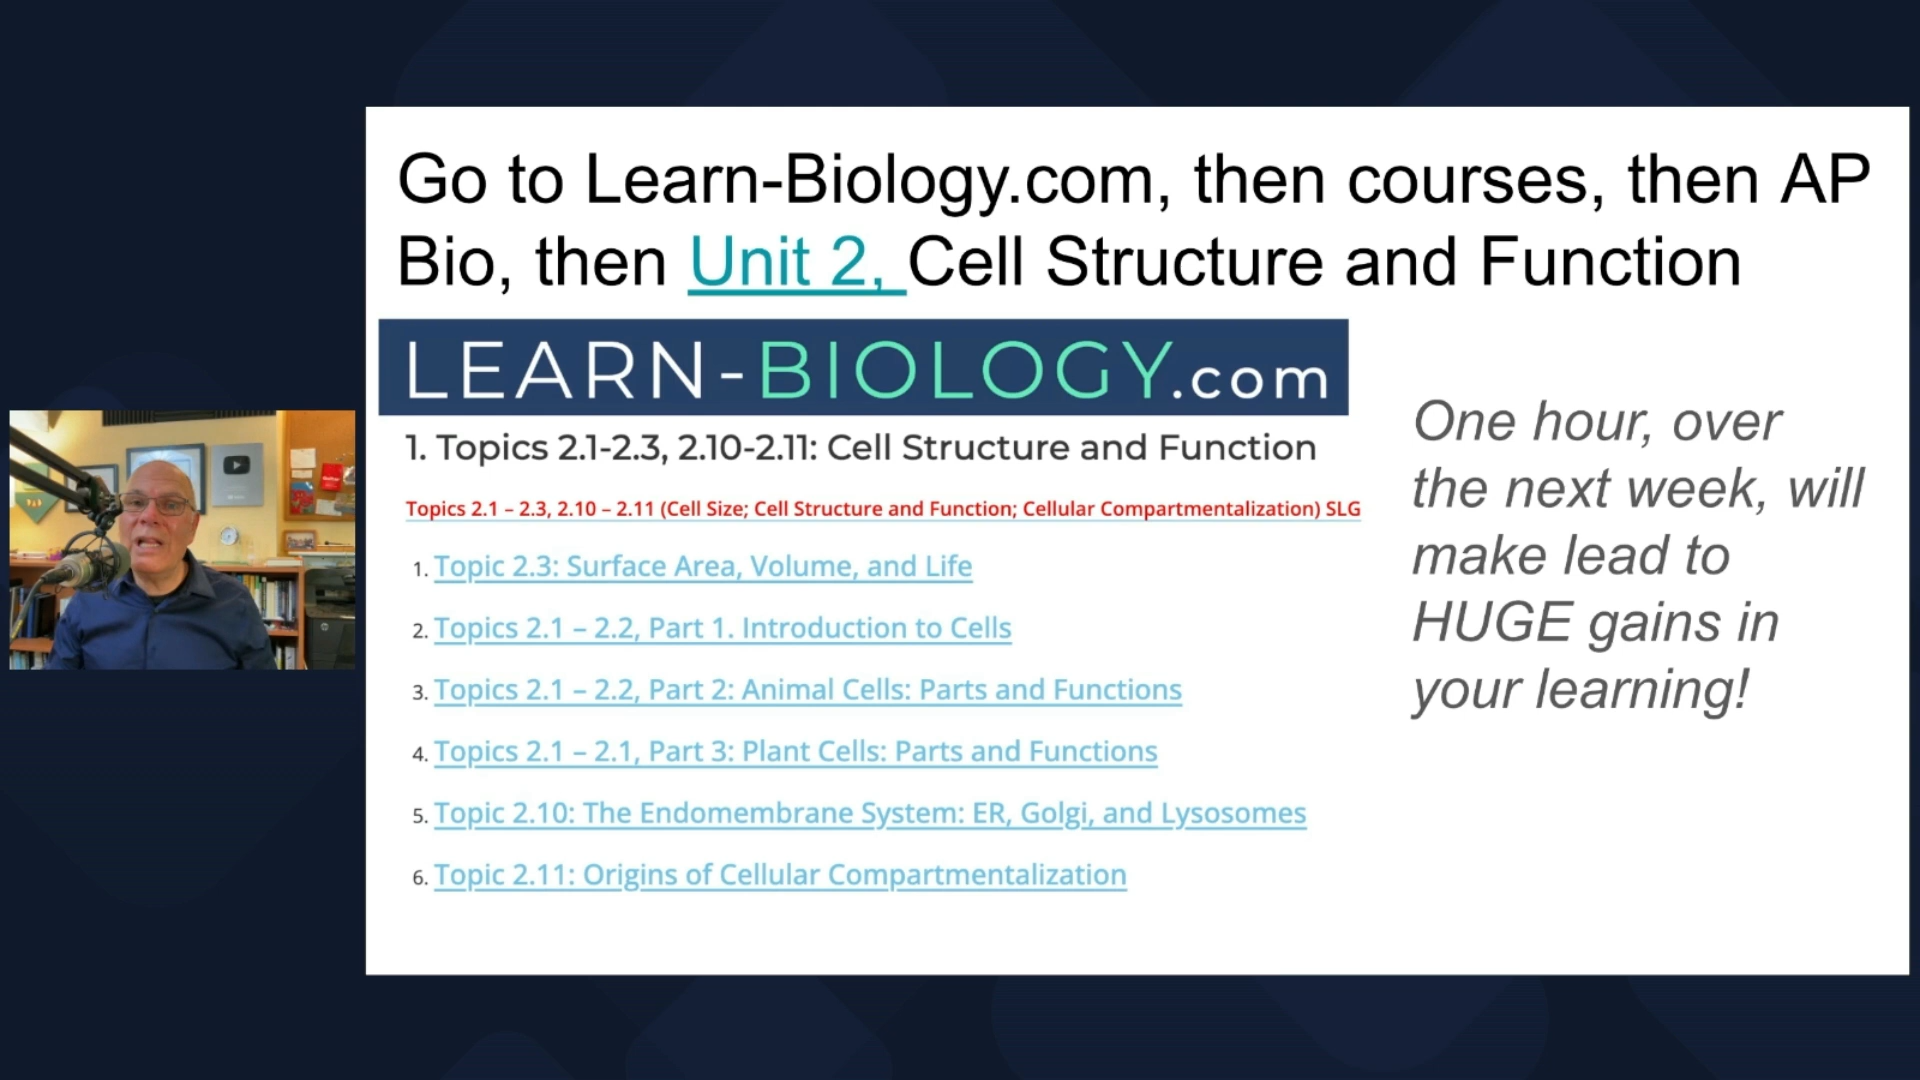 Go to Learn-Biology.com, then courses, then AP
Bio, then Unit 2, Cell Structure and Function
LEARN-BIOLOGY.com
1. Topics 2.1-2.3, 2.10-2.11: Cell Structure and Function
Topics 2.1 – 2.3, 2.10 – 2.11 (Cell Size; Cell Structure and Function; Cellular Compartmentalization) SLG
1. Topic 2.3: Surface Area, Volume, and Life
2. Topics 2.1 – 2.2, Part 1. Introduction to Cells
3. Topics 2.1 – 2.2, Part 2: Animal Cells: Parts and Functions
4. Topics 2.1 – 2.1, Part 3: Plant Cells: Parts and Functions
5. Topic 2.10: The Endomembrane System: ER, Golgi, and Lysosomes
6. Topic 2.11: Origins of Cellular Compartmentalization
One hour, over
the next week, will
make lead to
HUGE gains in
your learning!